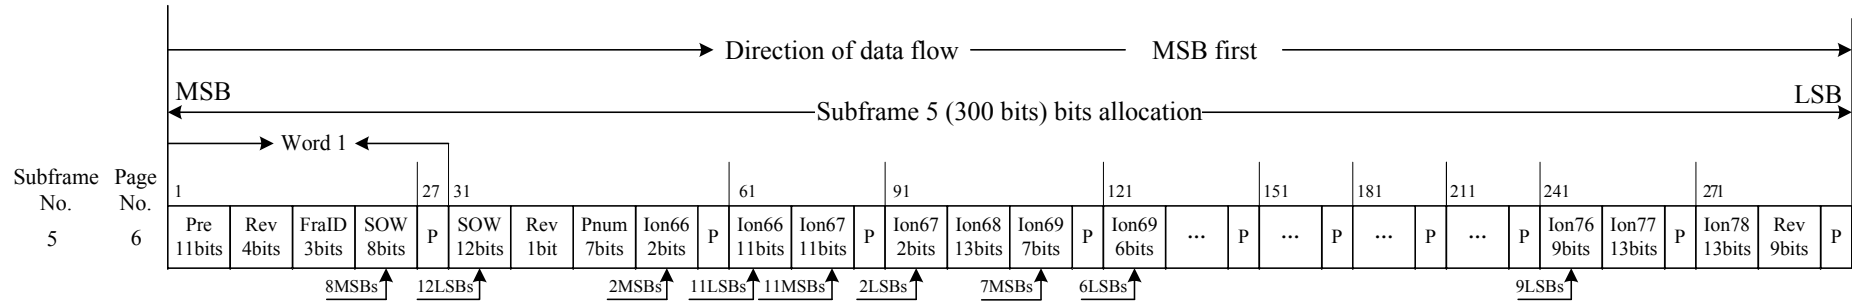 Direction of data flow MSB first
MSB LSB
Subframe 5 (300 bits) bits allocation
Word 1
Subframe Page
No. No.
1 27 31 61 91 121 151 181 211 241 271
5 6
Pre Rev FraID SOW P SOW Rev Pnum Ion66 P Ion66 Ion67 P Ion67 Ion68 Ion69 P Ion69 ... P ... P ... P ... P Ion76 Ion77 P Ion78 Rev P
11bits 4bits 3bits 8bits 12bits 1bit 7bits 2bits 11bits 11bits 2bits 13bits 7bits 6bits 9bits 13bits 13bits 9bits
8MSBs 12LSBs 2MSBs 11LSBs 11MSBs 2LSBs 7MSBs 6LSBs 9LSBs